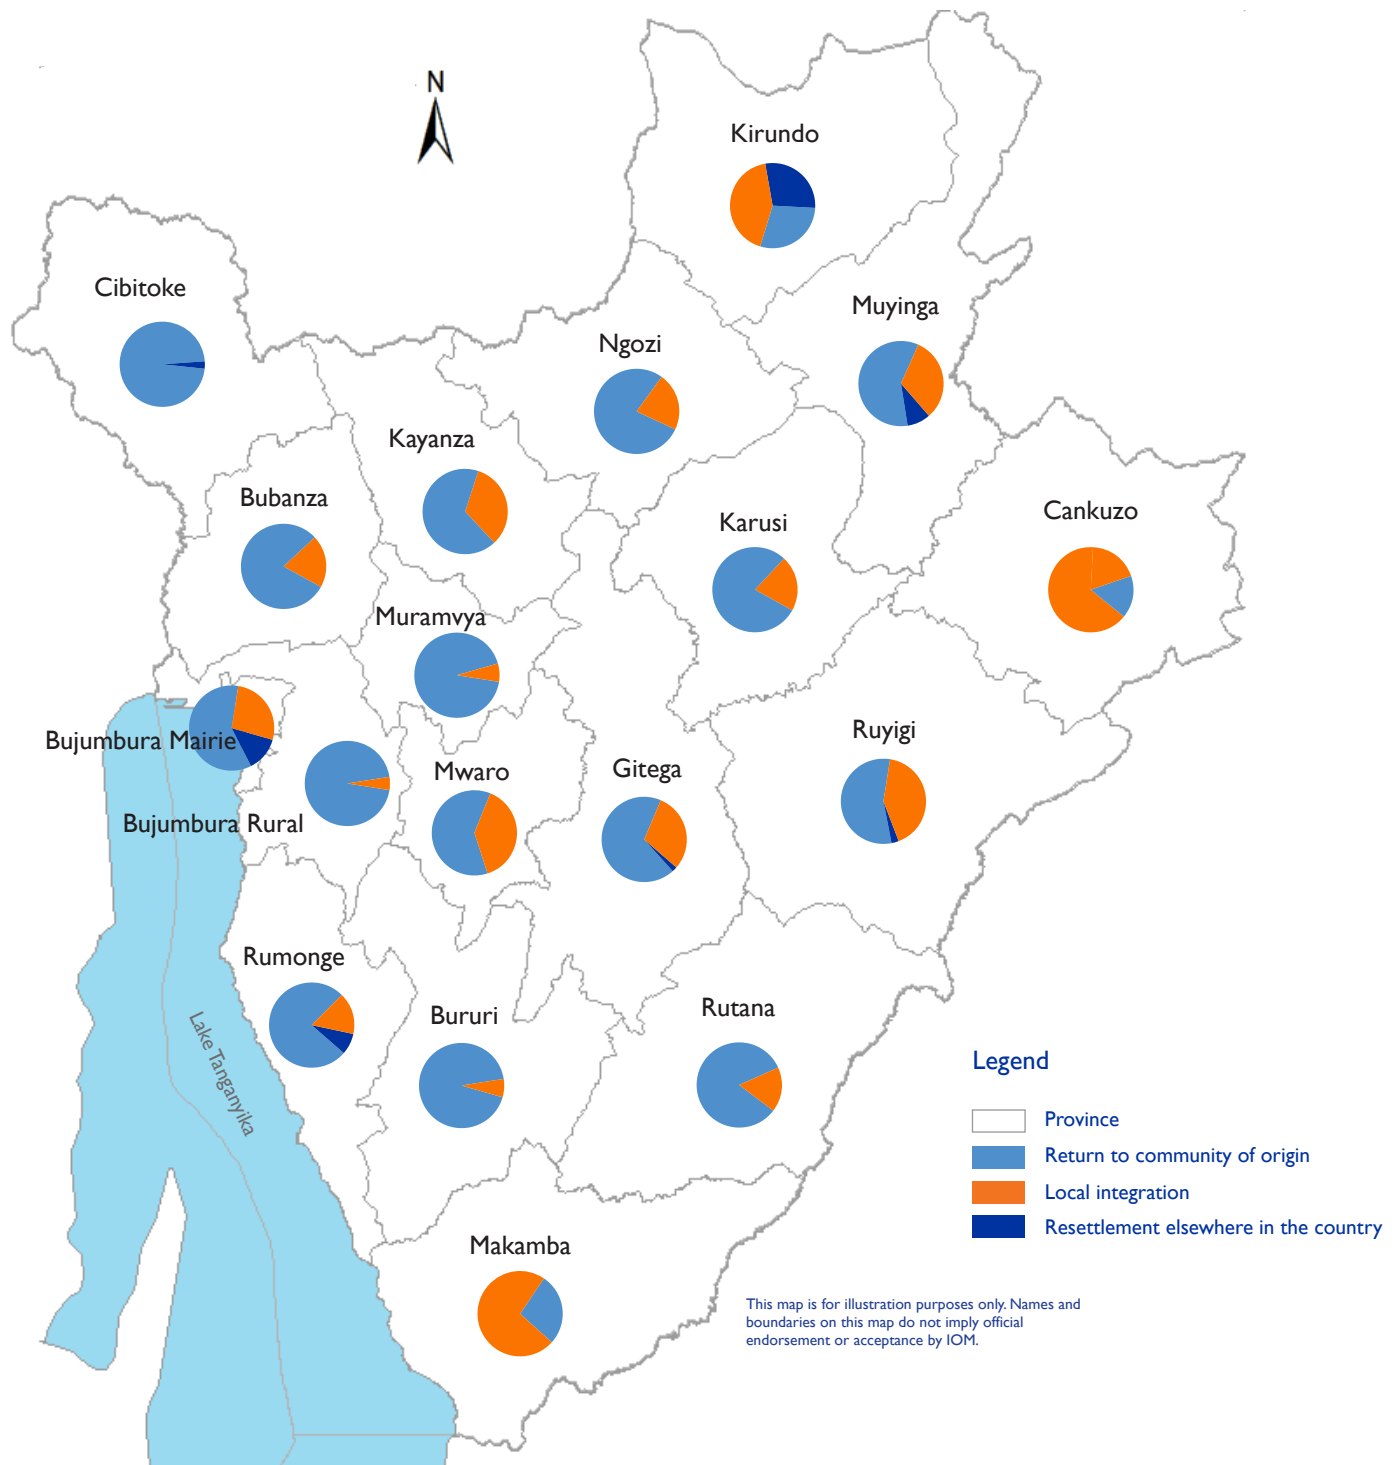 N
Kirundo
Cibitoke
Muyinga
Ngozi
Kayanza
Bubanza
Karusi
Cankuzo
Muramvya
Bujumbura Mairie
Ruyigi
Mwaro
Gitega
Bujumbura Rural
Rumonge
Bururi
Rutana
Lake Tanganyika
Makamba
Legend
Province
Return to community of origin
Local integration
Resettlement elsewhere in the country
This map is for illustration purposes only. Names and
boundaries on this map do not imply official
endorsement or acceptance by IOM.